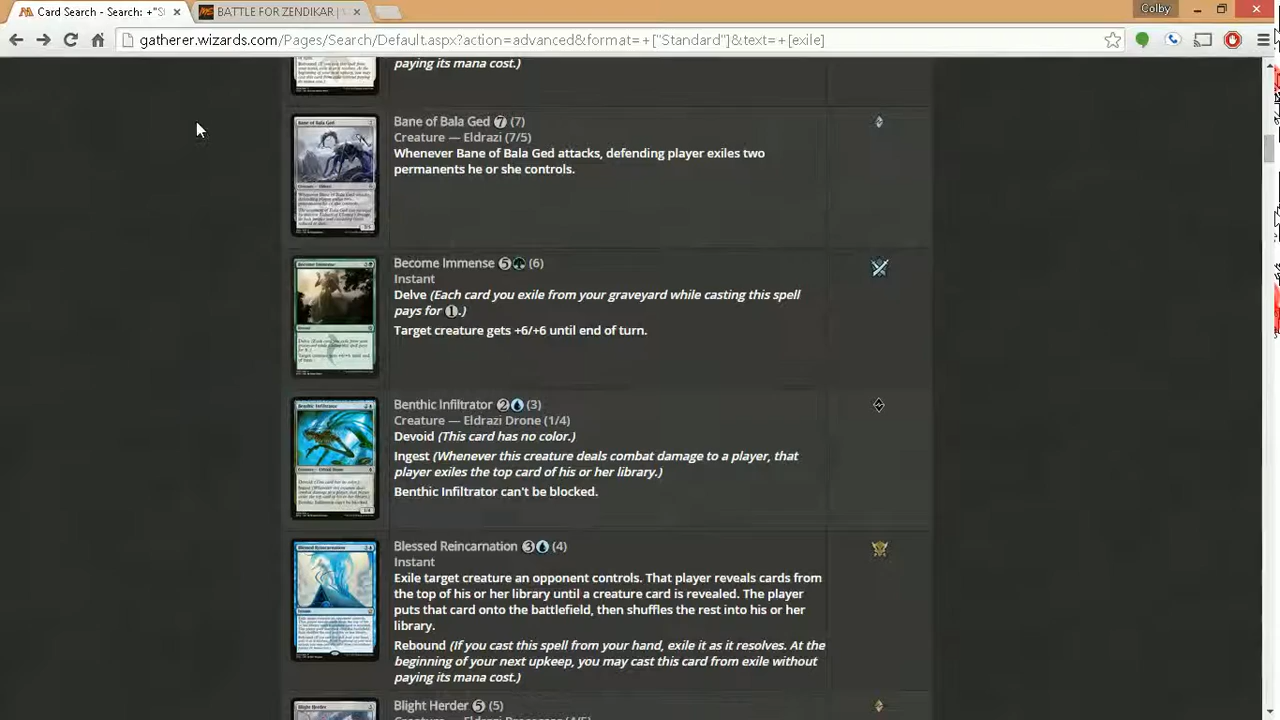 Card Search - Search: +"St
BATTLE FOR ZENDIKAR | V
Colby
gatherer.wizards.com/Pages/Search/Default.aspx?action=advanced&format=+["Standard"]&text=+[exile]
paying its mana cost.)
Bane of Bala Ged 7 (7)
Creature — Eldrazi (7/5)
Whenever Bane of Bala Ged attacks, defending player exiles two
permanents he or she controls.
Become Immense 5 (6)
Instant
Delve (Each card you exile from your graveyard while casting this spell
pays for 1.)
Target creature gets +6/+6 until end of turn.
Benthic Infiltrator 2 (3)
Creature — Eldrazi Drone (1/4)
Devoid (This card has no color.)
Ingest (Whenever this creature deals combat damage to a player, that
player exiles the top card of his or her library.)
Benthic Infiltrator can't be blocked.
Blessed Reincarnation 3 (4)
Instant
Exile target creature an opponent controls. That player reveals cards from
the top of his or her library until a creature card is revealed. The player
puts that card onto the battlefield, then shuffles the rest into his or her
library.
Rebound (If you cast this spell from your hand, exile it as it resolves. At the
beginning of your next upkeep, you may cast this card from exile without
paying its mana cost.)
Blight Herder 5 (5)